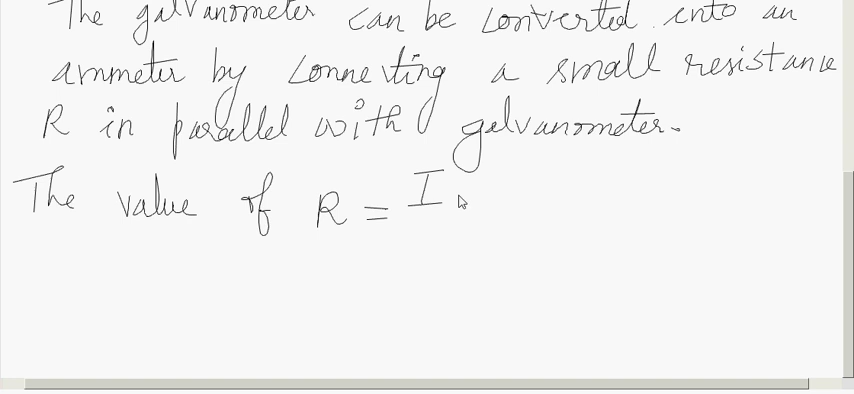 The galvanometer can be converted into an
ammeter by connecting a small resistance
R in parallel with galvanometer.
The value of R = I